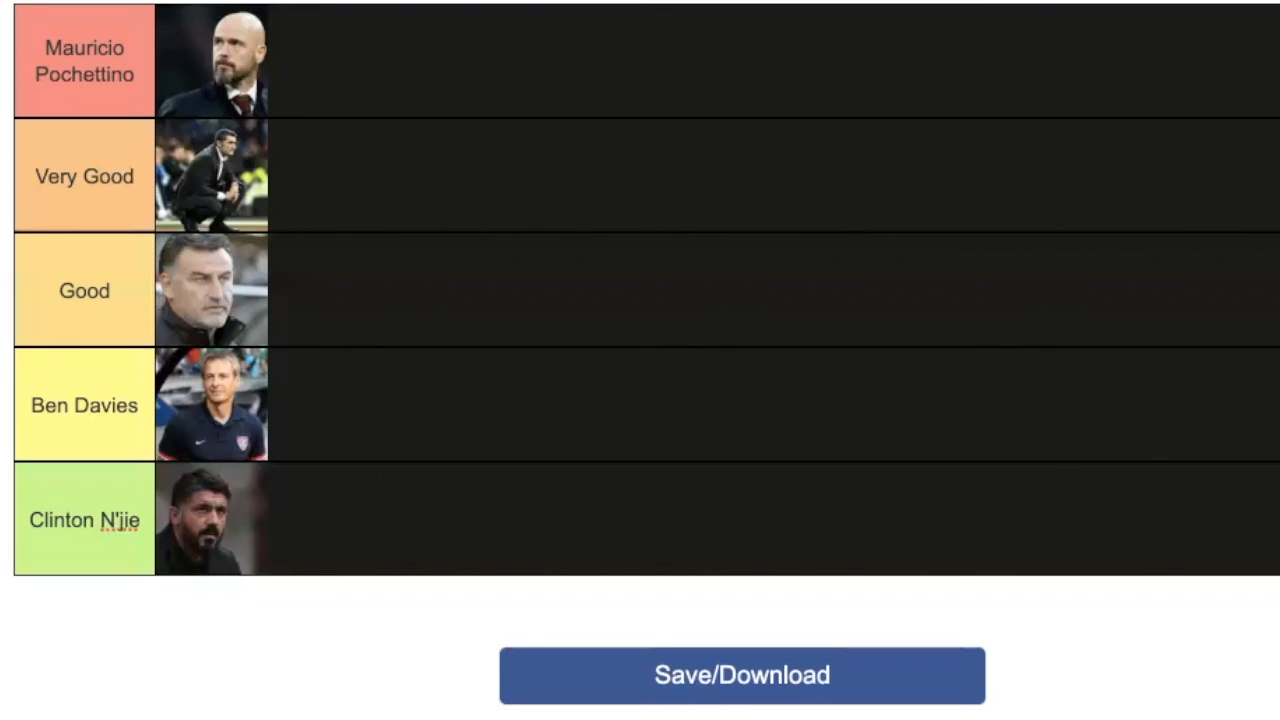 Mauricio
Pochettino
Very Good
Good
Ben Davies
Clinton N'jie
Save/Download